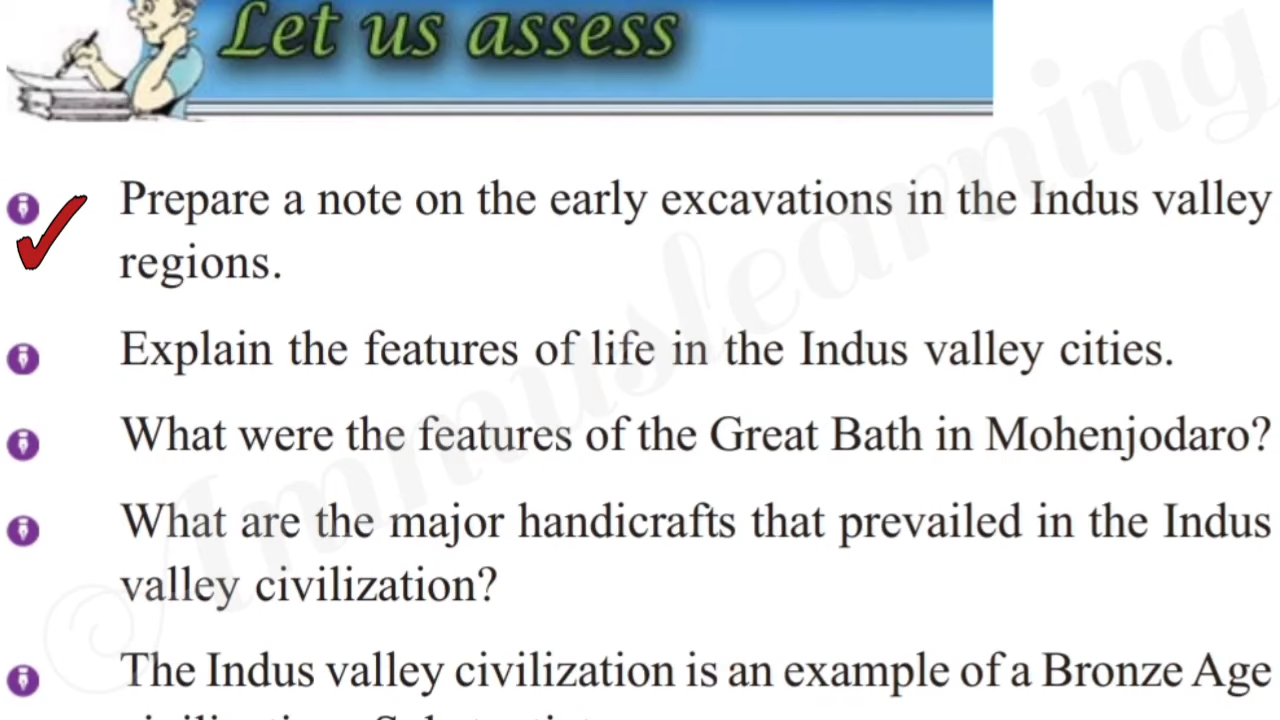 Let us assess
Prepare a note on the early excavations in the Indus valley
regions.
Explain the features of life in the Indus valley cities.
What were the features of the Great Bath in Mohenjodaro?
What are the major handicrafts that prevailed in the Indus
valley civilization?
The Indus valley civilization is an example of a Bronze Age
Ammuslearning